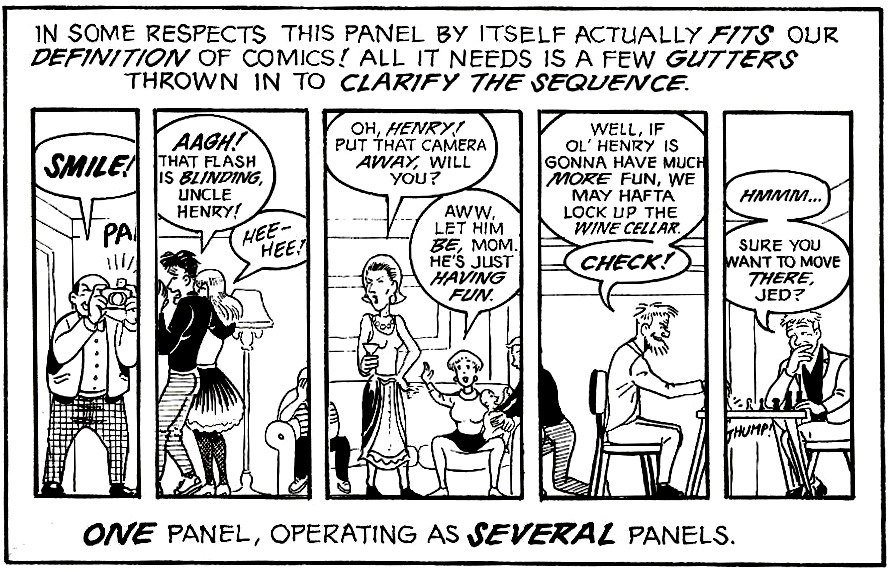 IN SOME RESPECTS THIS PANEL BY ITSELF ACTUALLY FITS OUR
DEFINITION OF COMICS! ALL IT NEEDS IS A FEW GUTTERS
THROWN IN TO CLARIFY THE SEQUENCE.
SMILE!
PA
AAGH!
THAT FLASH
IS BLINDING,
UNCLE
HENRY!
HEE-
HEE!
OH, HENRY!
PUT THAT CAMERA
AWAY, WILL
YOU?
AWW,
LET HIM
BE, MOM.
HE'S JUST
HAVING
FUN.
WELL, IF
OL' HENRY IS
GONNA HAVE MUCH
MORE FUN, WE
MAY HAFTA
LOCK UP THE
WINE CELLAR.
CHECK!
HMMM...
SURE YOU
WANT TO MOVE
THERE,
JED?
THUMP!
ONE PANEL, OPERATING AS SEVERAL PANELS.